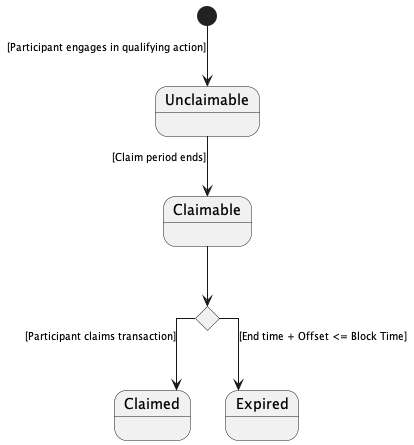 [Participant engages in qualifying action]
Unclaimable
[Claim period ends]
Claimable
[Participant claims transaction]
[End time + Offset <= Block Time]
Claimed
Expired